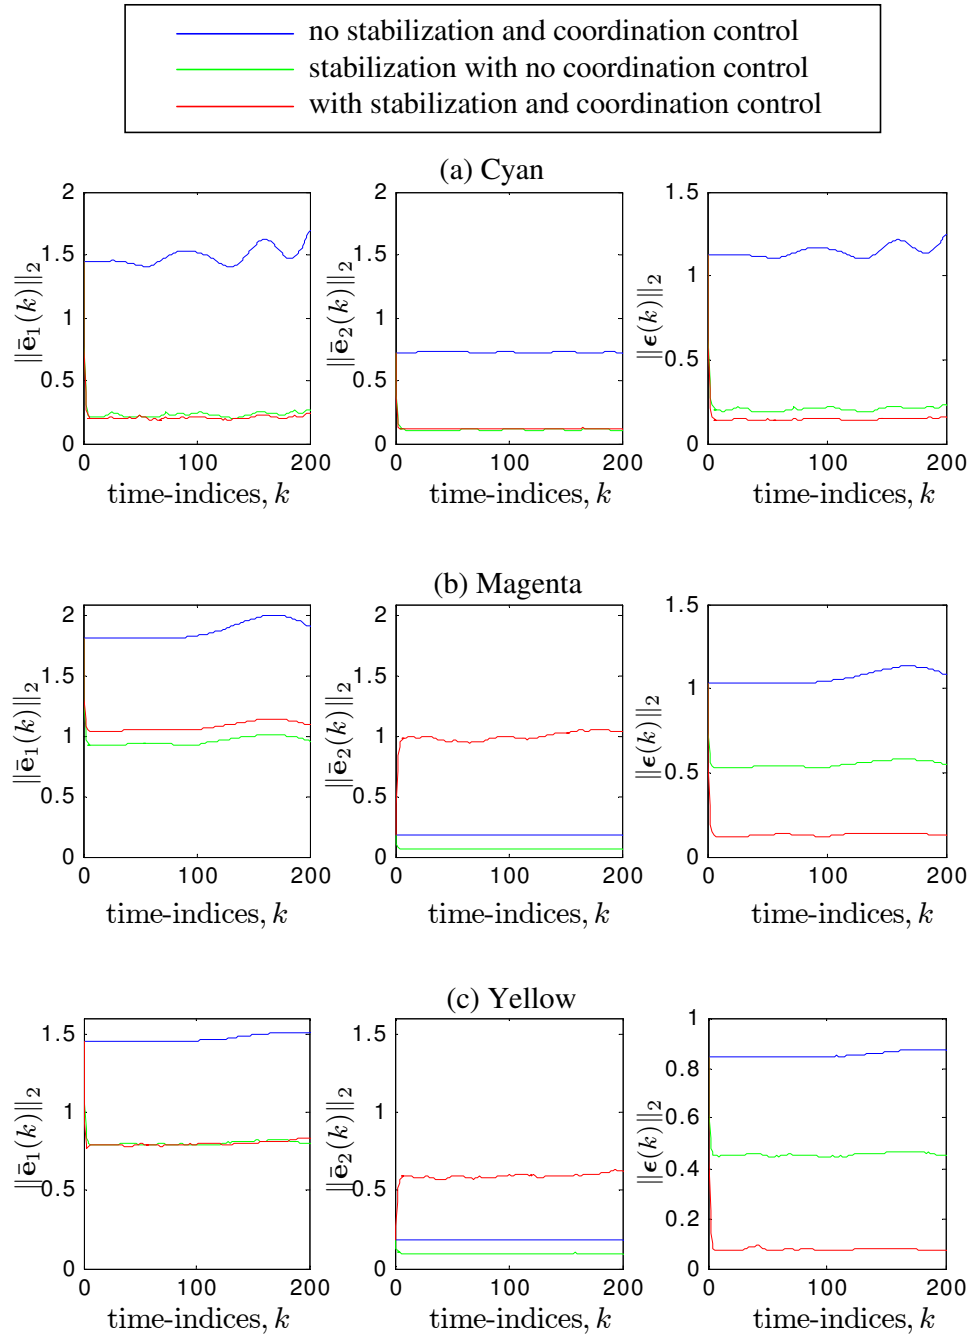 no stabilization and coordination control
stabilization with no coordination control
with stabilization and coordination control
(a) Cyan
2
1.5
1
0.5
0
0 100 200
‖ē₁(k)‖₂
time-indices, k
2
1.5
1
0.5
0
0 100 200
‖ē₂(k)‖₂
time-indices, k
1.5
1
0.5
0
0 100 200
‖ϵ(k)‖₂
time-indices, k
(b) Magenta
2
1.5
1
0.5
0
0 100 200
‖ē₁(k)‖₂
time-indices, k
2
1.5
1
0.5
0
0 100 200
‖ē₂(k)‖₂
time-indices, k
1.5
1
0.5
0
0 100 200
‖ϵ(k)‖₂
time-indices, k
(c) Yellow
1.5
1
0.5
0
0 100 200
‖ē₁(k)‖₂
time-indices, k
1.5
1
0.5
0
0 100 200
‖ē₂(k)‖₂
time-indices, k
1
0.8
0.6
0.4
0.2
0
0 100 200
‖ϵ(k)‖₂
time-indices, k